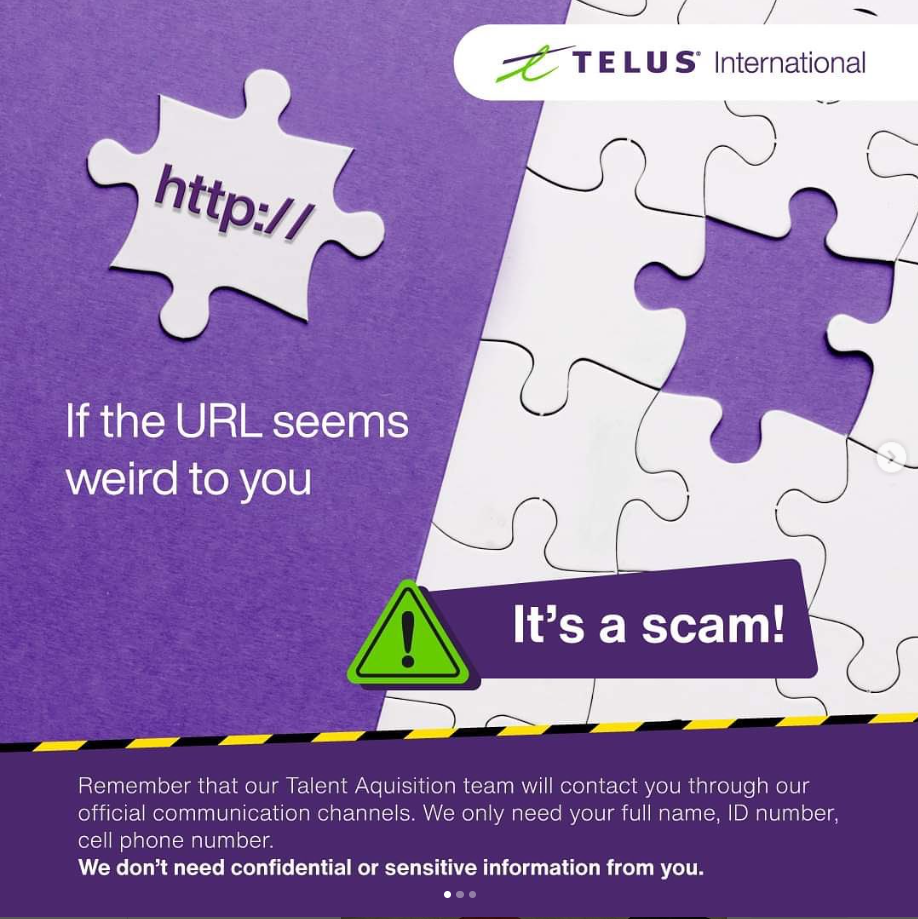 TELUS® International
http://
If the URL seems
weird to you
It's a scam!
Remember that our Talent Aquisition team will contact you through our
official communication channels. We only need your full name, ID number,
cell phone number.
We don't need confidential or sensitive information from you.